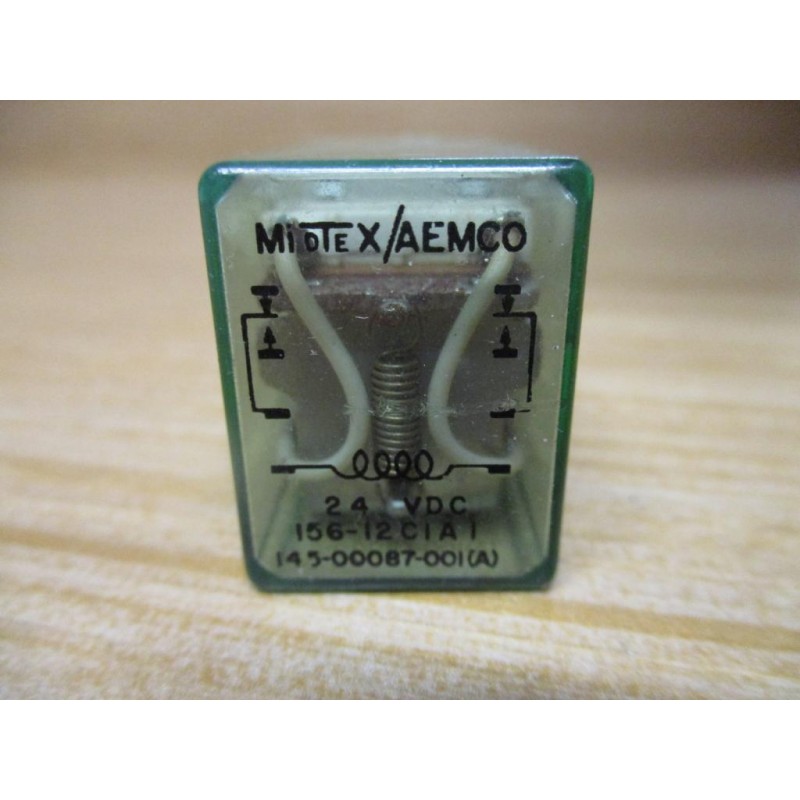 MIDTEX/AEMCO
24 VDC
156-12C1A1
145-00087-001(A)